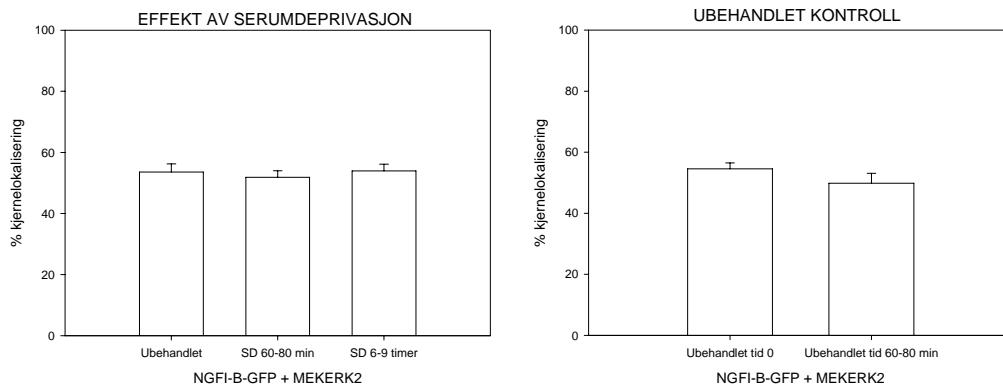 EFFEKT AV SERUMDEPRIVASJON
100
80
60
40
20
0
% kjernelokalisering
Ubehandlet SD 60-80 min SD 6-9 timer
NGFI-B-GFP + MEKERK2
UBEHANDLET KONTROLL
100
80
60
40
20
0
% kjernelokalisering
Ubehandlet tid 0 Ubehandlet tid 60-80 min
NGFI-B-GFP + MEKERK2